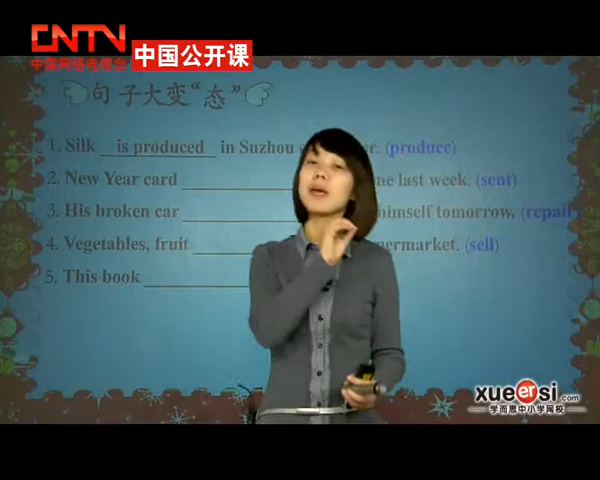 CNTV
中国网络电视台 中国公开课
句子大变“态”
1. Silk is produced in Suzhou r. (produce)
2. New Year card ne last week. (sent)
3. His broken car himself tomorrow. (repair
4. Vegetables, fruit permarket. (sell)
5. This book
xueersi.com
学而思中小学网校